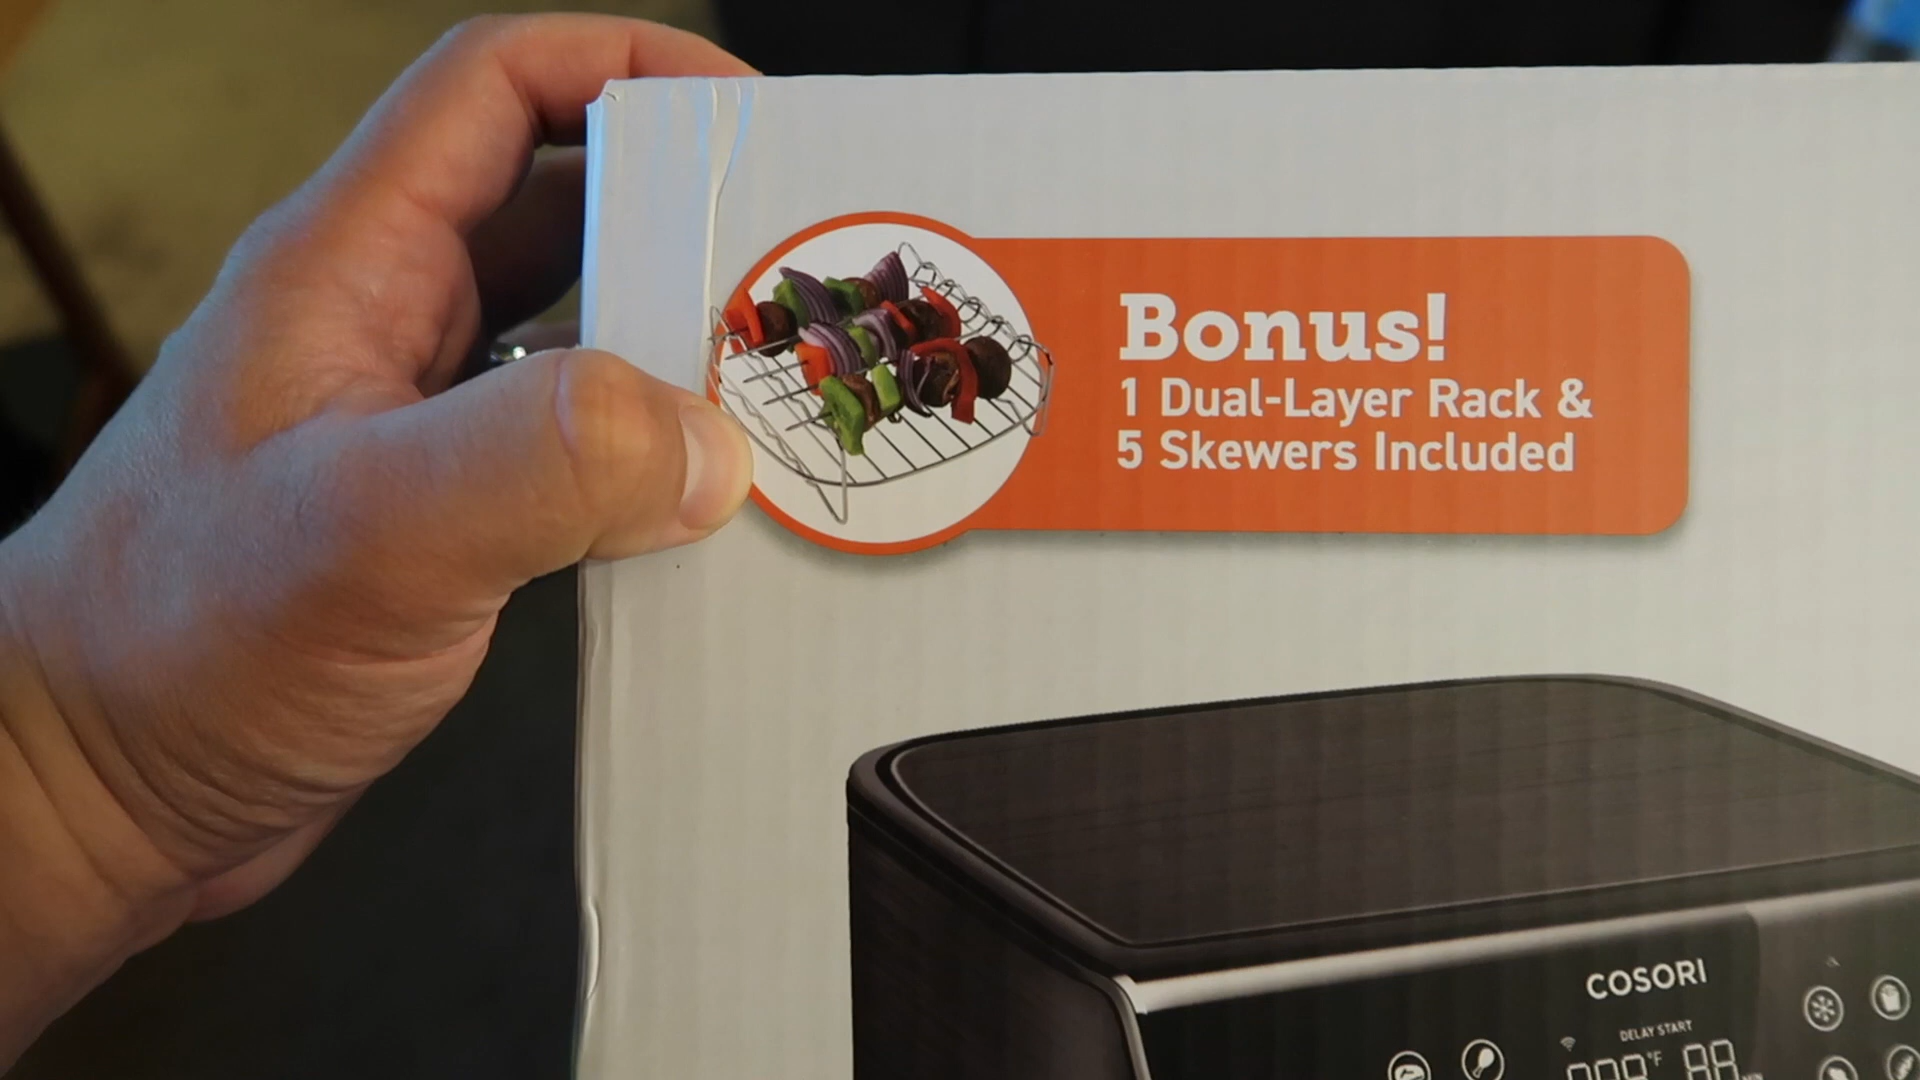 Bonus!
1 Dual-Layer Rack &
5 Skewers Included
COSORI
DELAY START
°F